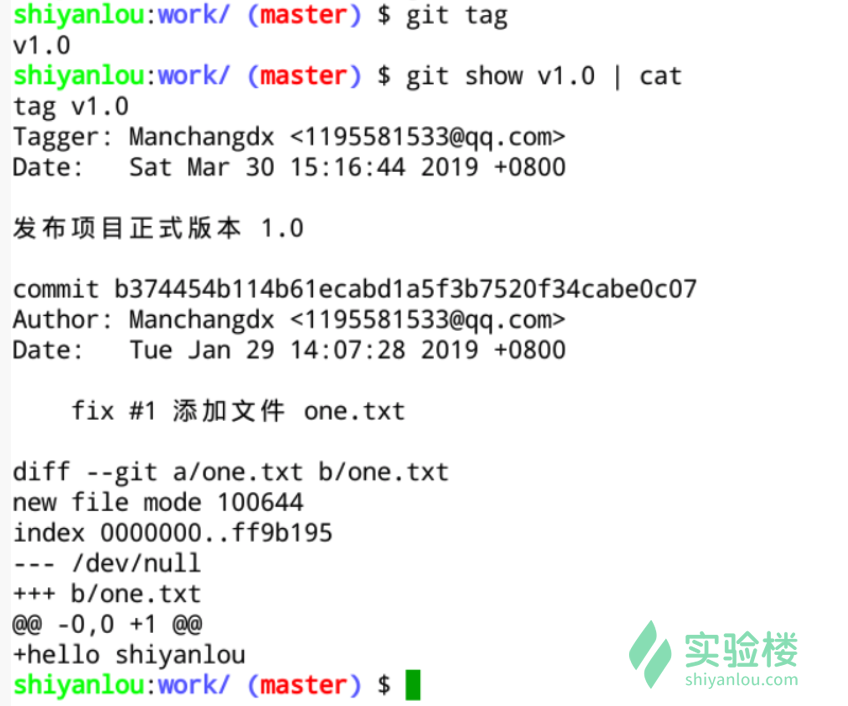 shiyanlou:work/ (master) $ git tag
v1.0
shiyanlou:work/ (master) $ git show v1.0 | cat
tag v1.0
Tagger: Manchangdx <1195581533@qq.com>
Date:   Sat Mar 30 15:16:44 2019 +0800

发布项目正式版本 1.0

commit b374454b114b61ecabd1a5f3b7520f34cabe0c07
Author: Manchangdx <1195581533@qq.com>
Date:   Tue Jan 29 14:07:28 2019 +0800

    fix #1 添加文件 one.txt

diff --git a/one.txt b/one.txt
new file mode 100644
index 0000000..ff9b195
--- /dev/null
+++ b/one.txt
@@ -0,0 +1 @@
+hello shiyanlou
shiyanlou:work/ (master) $
实验楼
shiyanlou.com